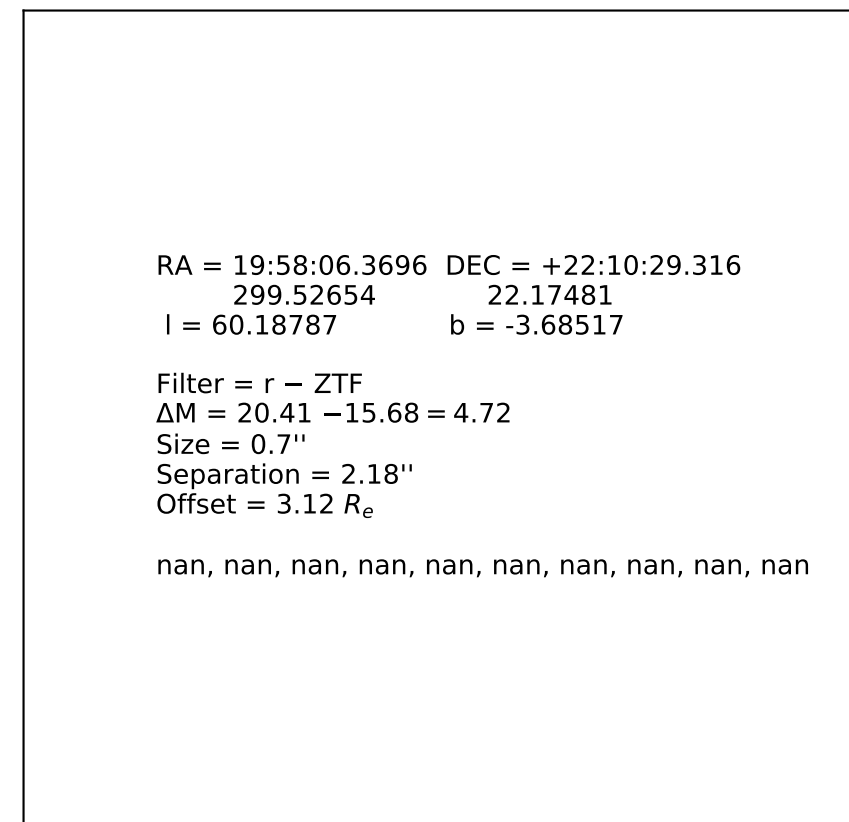 RA = 19:58:06.3696  DEC = +22:10:29.316
299.52654  22.17481
l = 60.18787  b = -3.68517
Filter = r − ZTF
ΔM = 20.41 −15.68 = 4.72
Size = 0.7''
Separation = 2.18''
Offset = 3.12 Rₑ
nan, nan, nan, nan, nan, nan, nan, nan, nan, nan